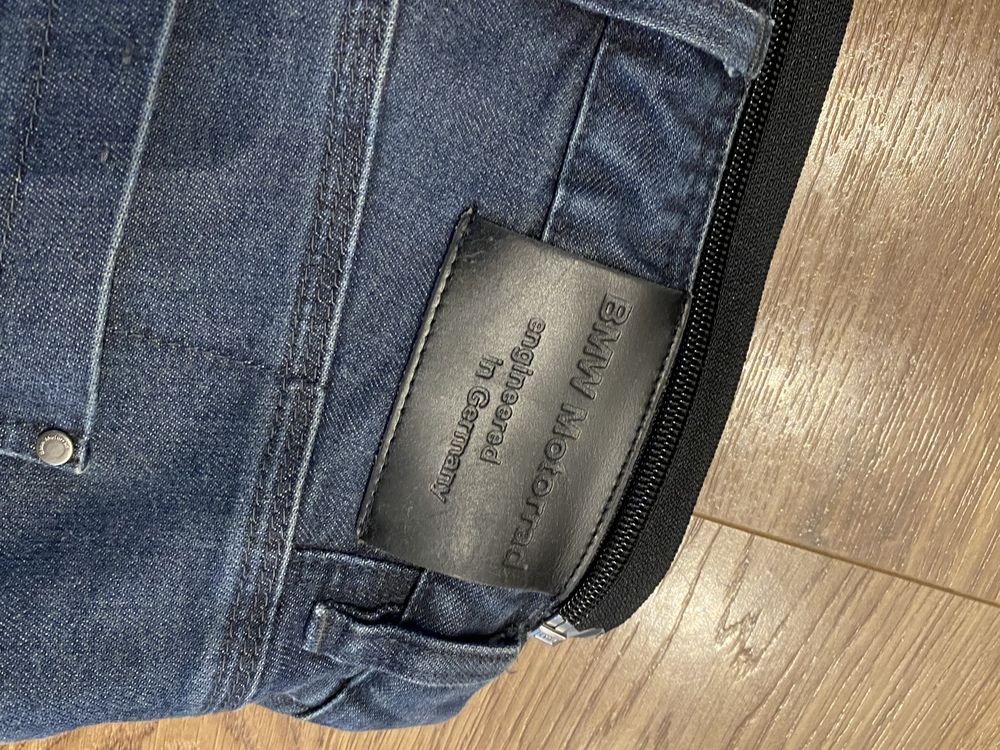 BMW Motorrad
engineered
in Germany